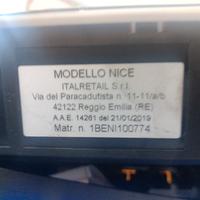 MODELLO NICE
ITALRETAIL S.r.l.
Via del Paracadutista n. 11-11/a/b
42122 Reggio Emilia (RE)
A.A.E. 14261 del 21/01/2019
Matr. n. 1BENI100774